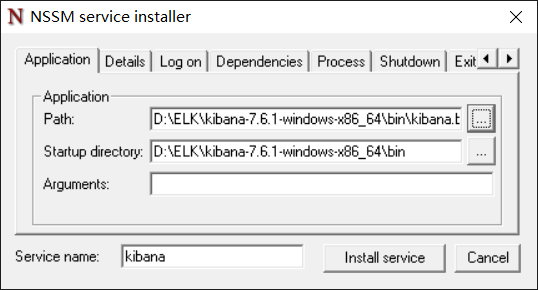 NSSM service installer
Application Details Log on Dependencies Process Shutdown Exit
Application
Path: D:\ELK\kibana-7.6.1-windows-x86_64\bin\kibana.b ...
Startup directory: D:\ELK\kibana-7.6.1-windows-x86_64\bin ...
Arguments:
Service name: kibana Install service Cancel